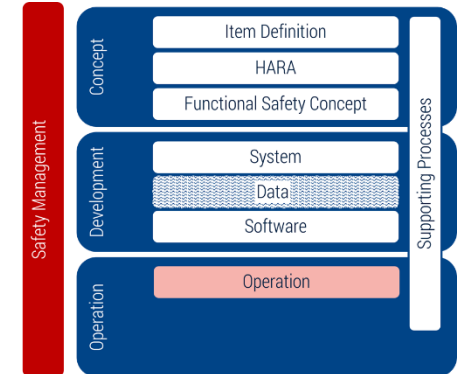 Safety Management
Concept
Item Definition
HARA
Functional Safety Concept
Development
System
Data
Software
Operation
Operation
Supporting Processes